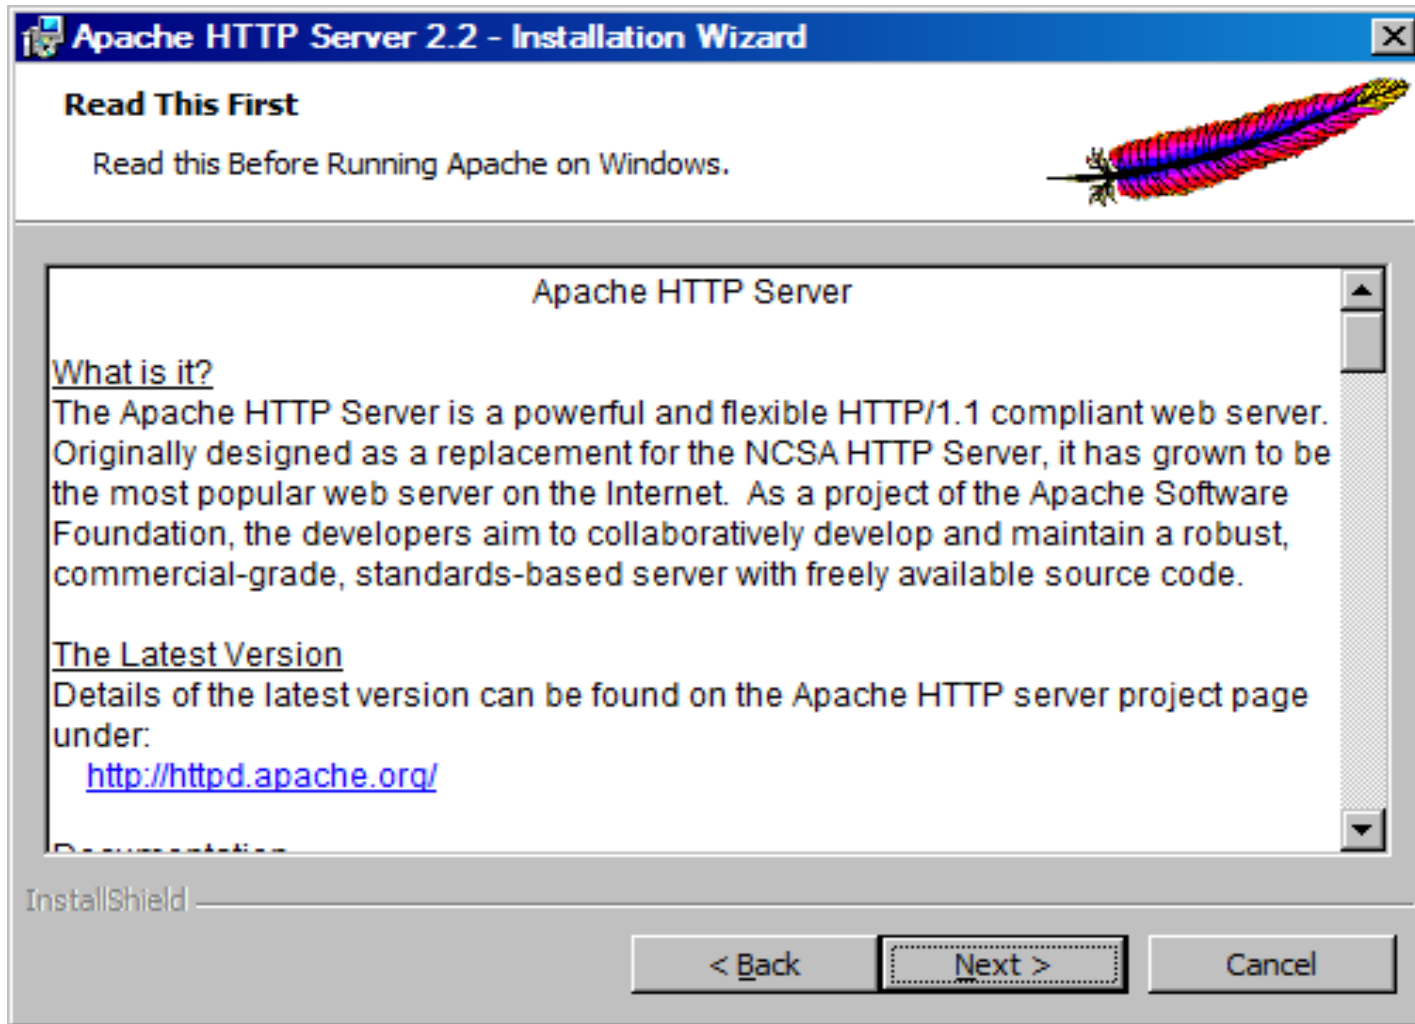 Apache HTTP Server 2.2 - Installation Wizard
Read This First
Read this Before Running Apache on Windows.
Apache HTTP Server
What is it?
The Apache HTTP Server is a powerful and flexible HTTP/1.1 compliant web server.
Originally designed as a replacement for the NCSA HTTP Server, it has grown to be
the most popular web server on the Internet.  As a project of the Apache Software
Foundation, the developers aim to collaboratively develop and maintain a robust,
commercial-grade, standards-based server with freely available source code.
The Latest Version
Details of the latest version can be found on the Apache HTTP server project page
under:
http://httpd.apache.org/
Documentation
InstallShield
< Back
Next >
Cancel